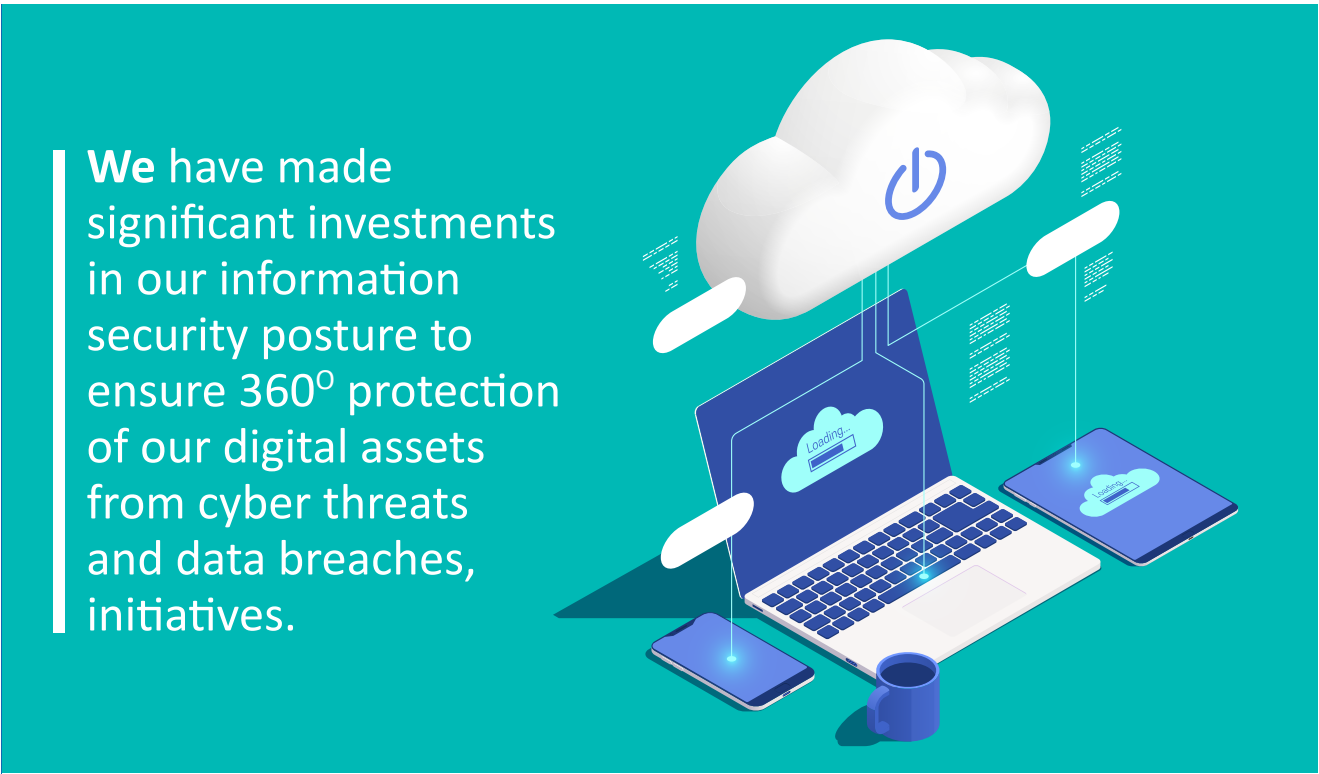 We have made
significant investments
in our information
security posture to
ensure 360⁰ protection
of our digital assets
from cyber threats
and data breaches,
initiatives.
Loading...
Loading...